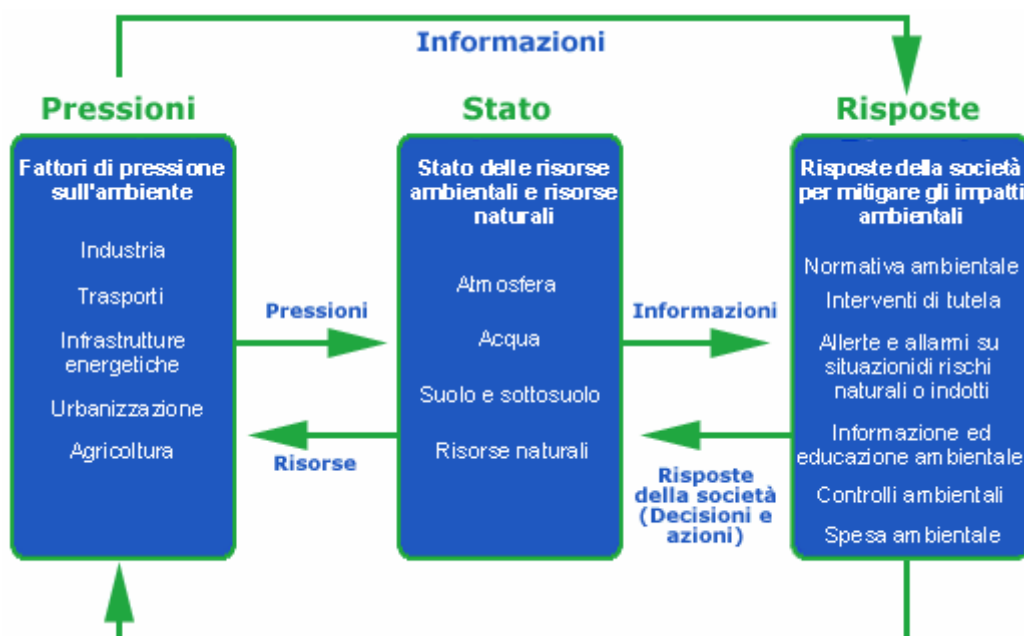 Informazioni
Pressioni
Fattori di pressione
sull'ambiente
Industria
Trasporti
Infrastrutture
energetiche
Urbanizzazione
Agricoltura
Pressioni
Risorse
Stato
Stato delle risorse
ambientali e risorse
naturali
Atmosfera
Acqua
Suolo e sottosuolo
Risorse naturali
Informazioni
Risposte
della società
(Decisioni e
azioni)
Risposte
Risposte della società
per mitigare gli impatti
ambientali
Normativa ambientale
Interventi di tutela
Allerte e allarmi su
situazionidi rischi
naturali o indotti
Informazione ed
educazione ambientale
Controlli ambientali
Spesa ambientale